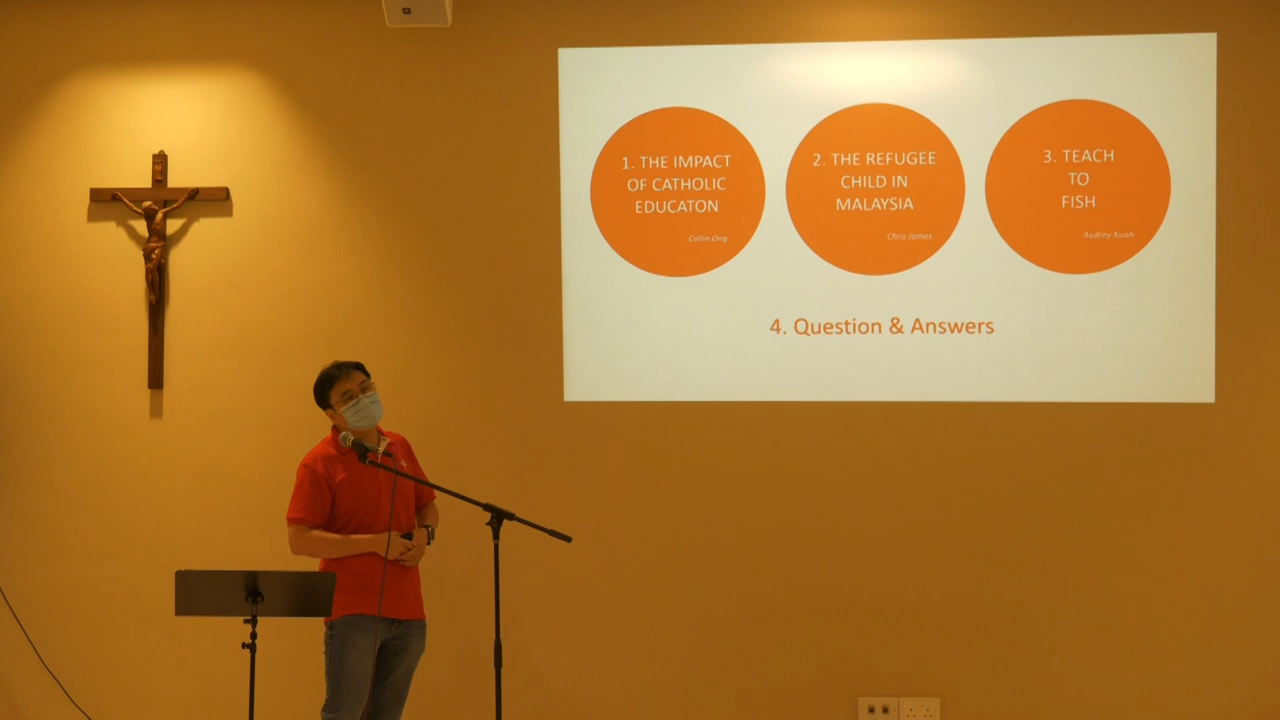 1. THE IMPACT
OF CATHOLIC
EDUCATON
Collin Ong
2. THE REFUGEE
CHILD IN
MALAYSIA
Chris James
3. TEACH
TO
FISH
Audrey Kuah
4. Question & Answers